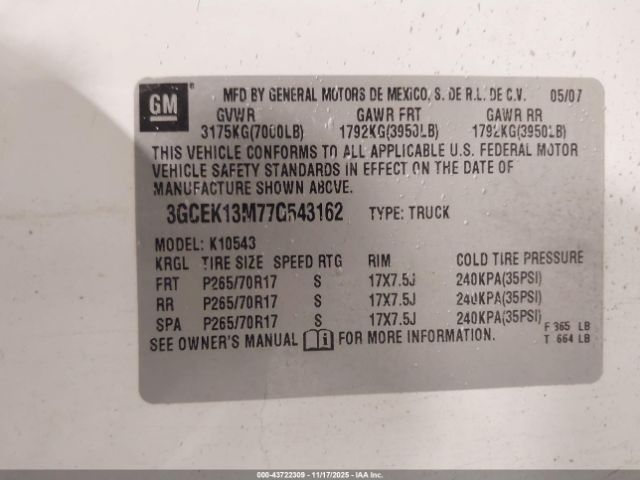 GM
MFD BY GENERAL MOTORS DE MEXICO, S. DE R.L. DE C.V. 05/07
GVWR GAWR FRT GAWR RR
3175KG(7000LB) 1792KG(3950LB) 1792KG(3950LB)
THIS VEHICLE CONFORMS TO ALL APPLICABLE U.S. FEDERAL MOTOR
VEHICLE SAFETY STANDARDS IN EFFECT ON THE DATE OF
MANUFACTURE SHOWN ABOVE.
3GCEK13M77G543162 TYPE: TRUCK
MODEL: K10543
KRGL TIRE SIZE SPEED RTG RIM COLD TIRE PRESSURE
FRT P265/70R17 S 17X7.5J 240KPA(35PSI)
RR P265/70R17 S 17X7.5J 240KPA(35PSI)
SPA P265/70R17 S 17X7.5J 240KPA(35PSI)
SEE OWNER'S MANUAL FOR MORE INFORMATION.
F 365 LB
T 664 LB
000-43722309 - 11/17/2025 - IAAI Inc.